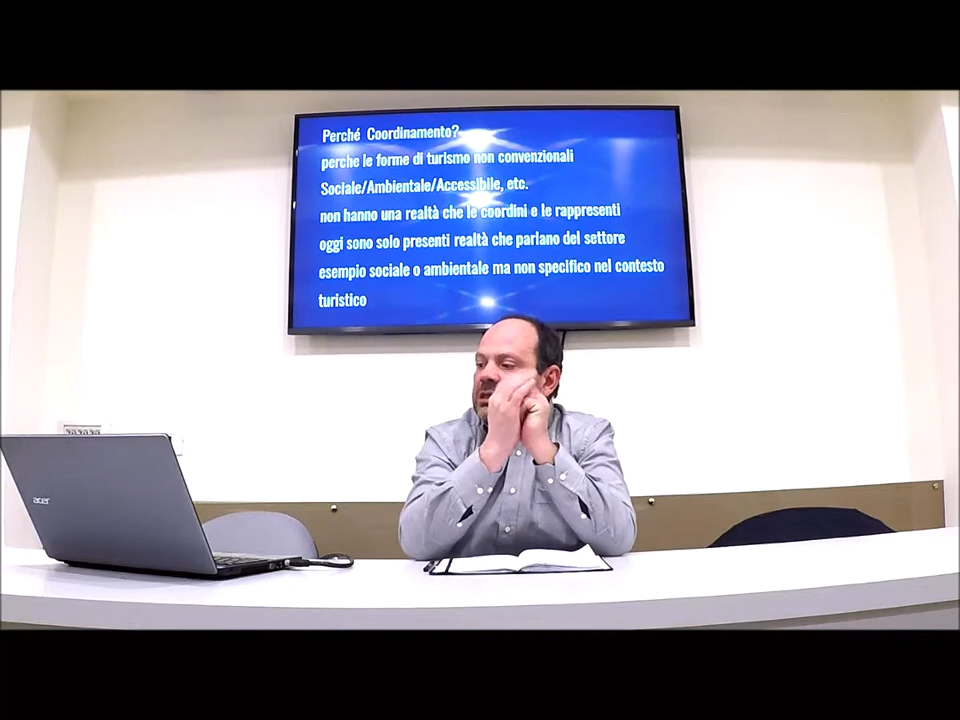 Perché Coordinamento?
perche le forme di turismo non convenzionali
Sociale/Ambientale/Accessibile, etc.
non hanno una realtà che le coordini e le rappresenti
oggi sono solo presenti realtà che parlano del settore
esempio sociale o ambientale ma non specifico nel contesto
turistico
acer